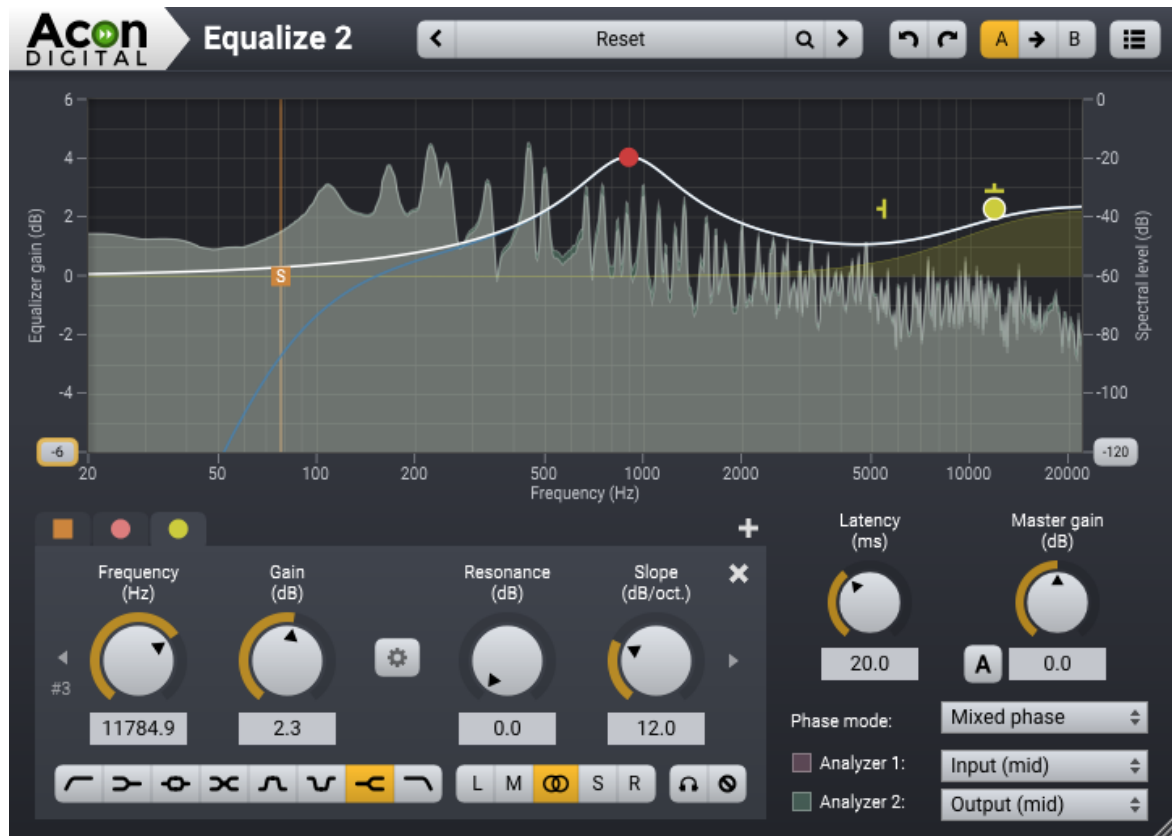 Acon
DIGITAL
Equalize 2
Reset
A
B
6
4
2
0
-2
-4
-6
Equalizer gain (dB)
S
0
-20
-40
-60
-80
-100
-120
Spectral level (dB)
20
50
100
200
500
1000
2000
5000
10000
20000
Frequency (Hz)
Frequency
(Hz)
Gain
(dB)
Resonance
(dB)
Slope
(dB/oct.)
#3
11784.9
2.3
0.0
12.0
L M S R
Latency
(ms)
Master gain
(dB)
20.0
A
0.0
Phase mode:
Mixed phase
Analyzer 1:
Input (mid)
Analyzer 2:
Output (mid)